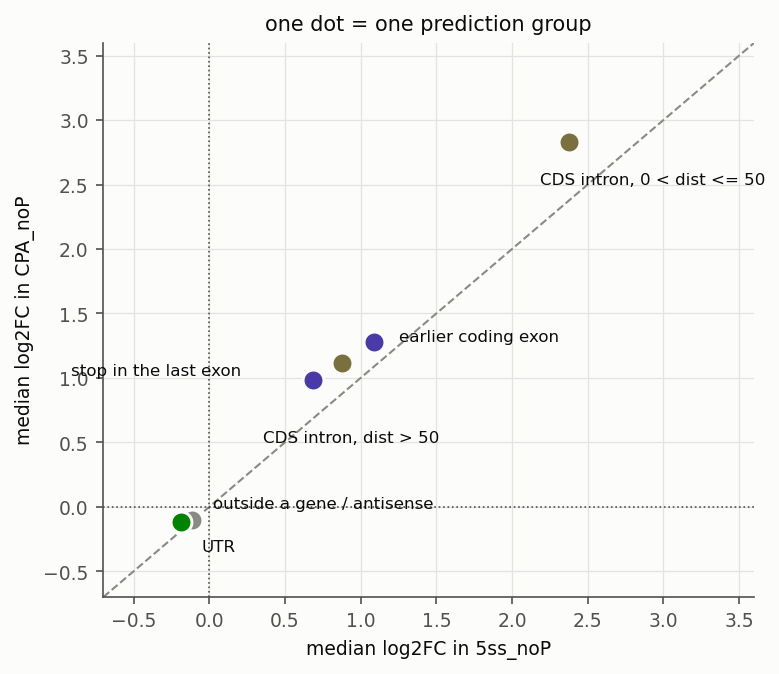 one dot = one prediction group
3.5
3.0
CDS intron, 0 < dist <= 50
2.5
2.0
1.5
earlier coding exon
stop in the last exon
1.0
CDS intron, dist > 50
0.5
outside a gene / antisense
0.0
UTR
−0.5
−0.5 0.0 0.5 1.0 1.5 2.0 2.5 3.0 3.5
median log2FC in 5ss_noP
median log2FC in CPA_noP